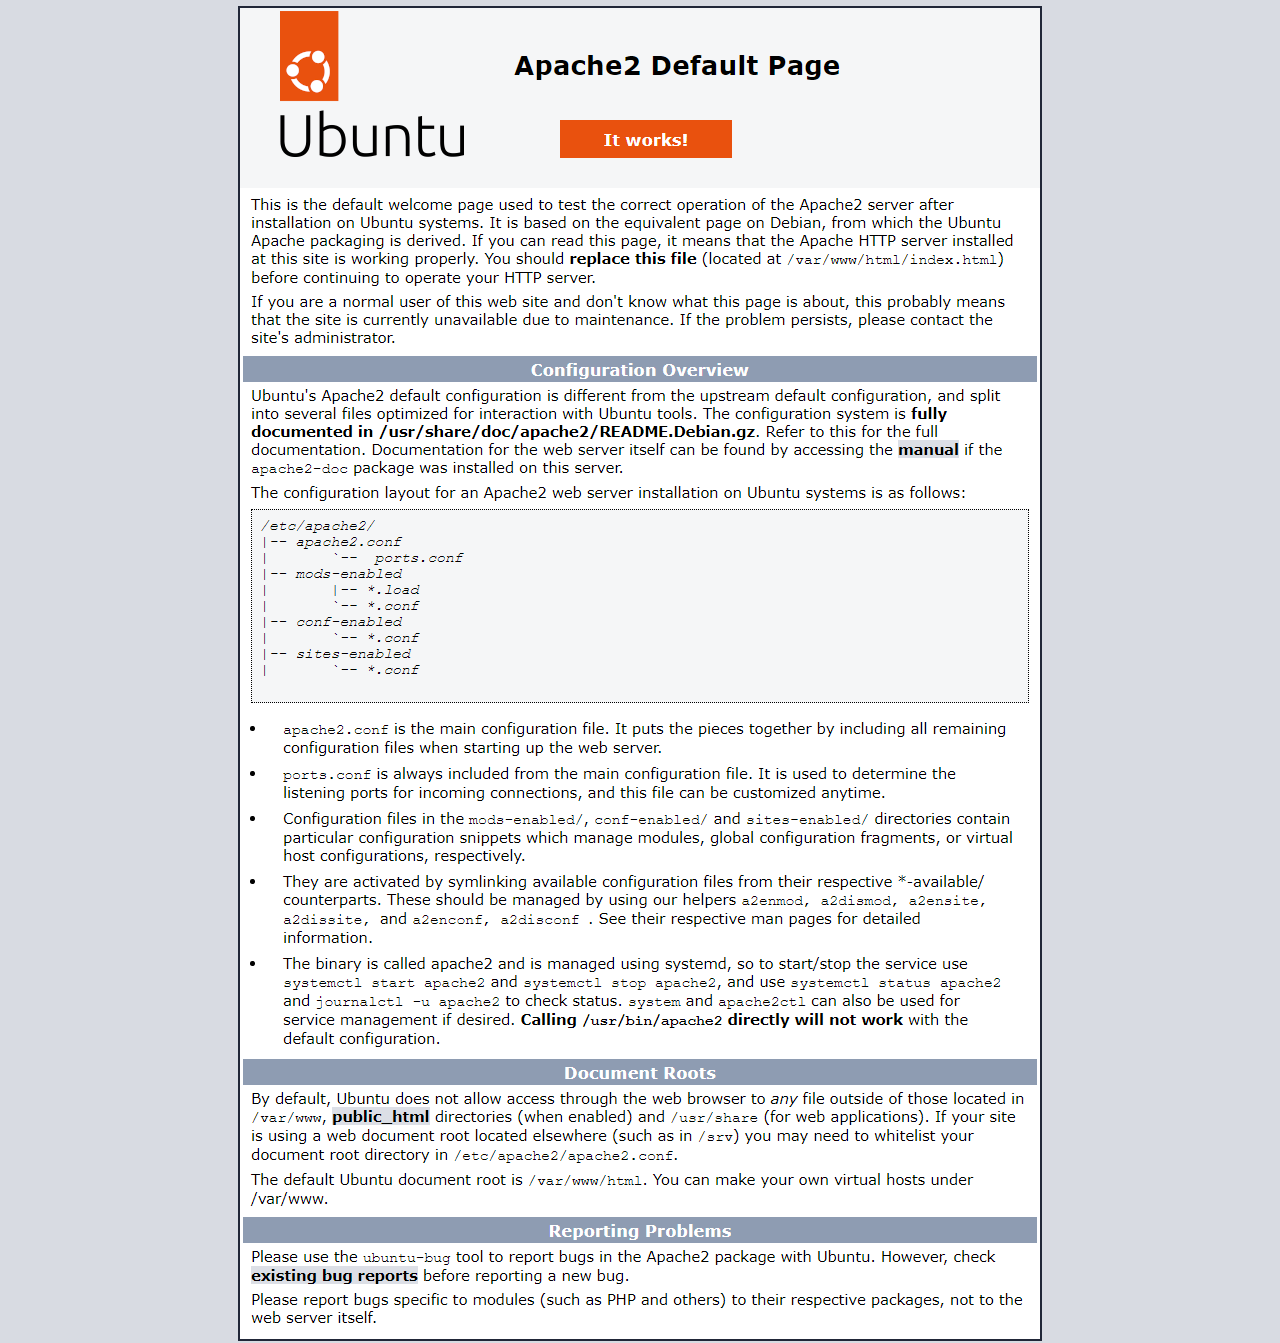 Apache2 Default Page
Ubuntu
It works!
This is the default welcome page used to test the correct operation of the Apache2 server after
installation on Ubuntu systems. It is based on the equivalent page on Debian, from which the Ubuntu
Apache packaging is derived. If you can read this page, it means that the Apache HTTP server installed
at this site is working properly. You should replace this file (located at /var/www/html/index.html)
before continuing to operate your HTTP server.
If you are a normal user of this web site and don't know what this page is about, this probably means
that the site is currently unavailable due to maintenance. If the problem persists, please contact the
site's administrator.
Configuration Overview
Ubuntu's Apache2 default configuration is different from the upstream default configuration, and split
into several files optimized for interaction with Ubuntu tools. The configuration system is fully
documented in /usr/share/doc/apache2/README.Debian.gz. Refer to this for the full
documentation. Documentation for the web server itself can be found by accessing the manual if the
apache2-doc package was installed on this server.
The configuration layout for an Apache2 web server installation on Ubuntu systems is as follows:
/etc/apache2/
|-- apache2.conf
|       `--  ports.conf
|-- mods-enabled
|       |-- *.load
|       `-- *.conf
|-- conf-enabled
|       `-- *.conf
|-- sites-enabled
|       `-- *.conf
• apache2.conf is the main configuration file. It puts the pieces together by including all remaining
configuration files when starting up the web server.
• ports.conf is always included from the main configuration file. It is used to determine the
listening ports for incoming connections, and this file can be customized anytime.
• Configuration files in the mods-enabled/, conf-enabled/ and sites-enabled/ directories contain
particular configuration snippets which manage modules, global configuration fragments, or virtual
host configurations, respectively.
• They are activated by symlinking available configuration files from their respective *-available/
counterparts. These should be managed by using our helpers a2enmod, a2dismod, a2ensite,
a2dissite, and a2enconf, a2disconf . See their respective man pages for detailed
information.
• The binary is called apache2 and is managed using systemd, so to start/stop the service use
systemctl start apache2 and systemctl stop apache2, and use systemctl status apache2
and journalctl -u apache2 to check status. system and apache2ctl can also be used for
service management if desired. Calling /usr/bin/apache2 directly will not work with the
default configuration.
Document Roots
By default, Ubuntu does not allow access through the web browser to any file outside of those located in
/var/www, public_html directories (when enabled) and /usr/share (for web applications). If your site
is using a web document root located elsewhere (such as in /srv) you may need to whitelist your
document root directory in /etc/apache2/apache2.conf.
The default Ubuntu document root is /var/www/html. You can make your own virtual hosts under
/var/www.
Reporting Problems
Please use the ubuntu-bug tool to report bugs in the Apache2 package with Ubuntu. However, check
existing bug reports before reporting a new bug.
Please report bugs specific to modules (such as PHP and others) to their respective packages, not to the
web server itself.